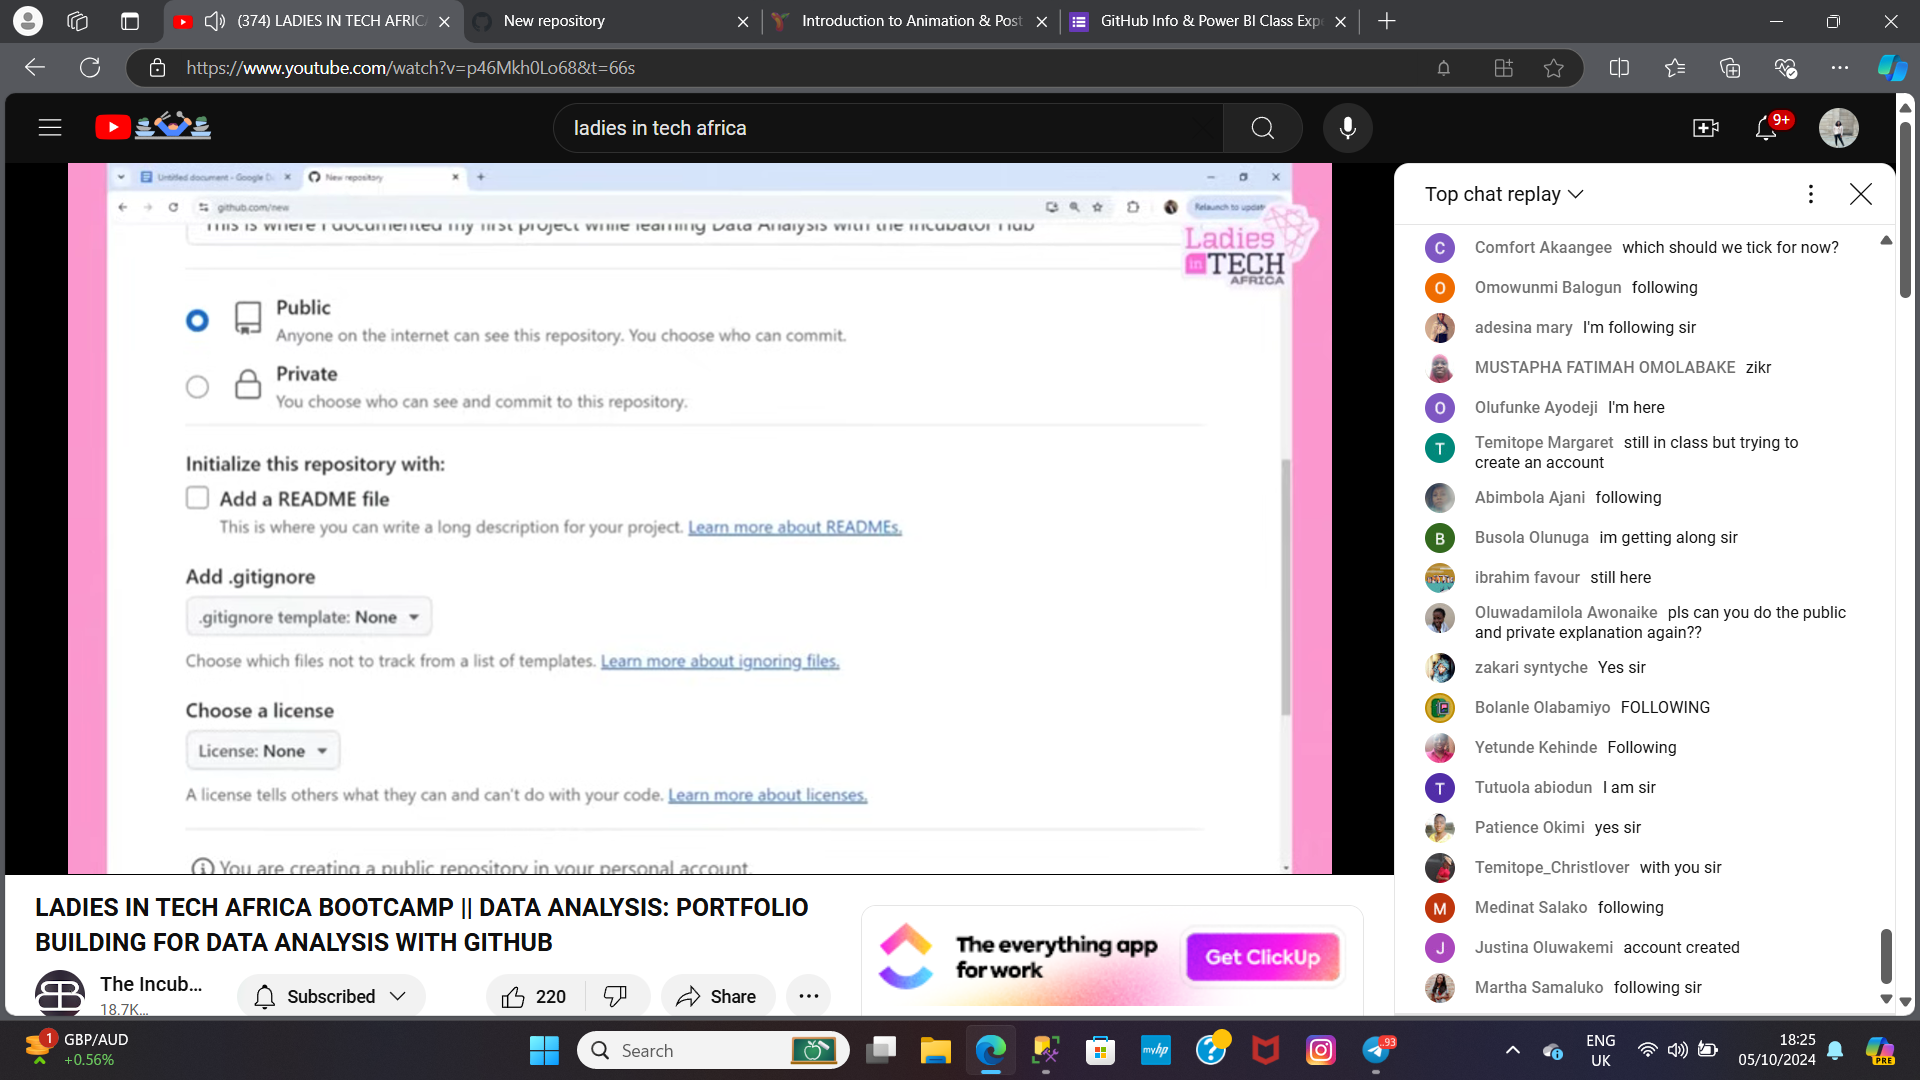 (374) LADIES IN TECH AFRIC
New repository
Introduction to Animation & Post
GitHub Info & Power BI Class Expe
https://www.youtube.com/watch?v=p46Mkh0Lo68&t=66s
ladies in tech africa
9+
Untitled document - Google D
New repository
github.com/new
Relaunch to update
This is where I documented my first project while learning Data Analysis with the Incubator Hub
Ladies
in TECH
AFRICA
Public
Anyone on the internet can see this repository. You choose who can commit.
Private
You choose who can see and commit to this repository.
Initialize this repository with:
Add a README file
This is where you can write a long description for your project. Learn more about READMEs.
Add .gitignore
.gitignore template: None
Choose which files not to track from a list of templates. Learn more about ignoring files.
Choose a license
License: None
A license tells others what they can and can't do with your code. Learn more about licenses.
You are creating a public repository in your personal account.
Top chat replay
C Comfort Akaangee which should we tick for now?
O Omowunmi Balogun following
adesina mary I'm following sir
MUSTAPHA FATIMAH OMOLABAKE zikr
O Olufunke Ayodeji I'm here
T Temitope Margaret still in class but trying to
create an account
Abimbola Ajani following
B Busola Olunuga im getting along sir
ibrahim favour still here
Oluwadamilola Awonaike pls can you do the public
and private explanation again??
zakari syntyche Yes sir
Bolanle Olabamiyo FOLLOWING
Yetunde Kehinde Following
T Tutuola abiodun I am sir
Patience Okimi yes sir
Temitope_Christlover with you sir
M Medinat Salako following
J Justina Oluwakemi account created
Martha Samaluko following sir
LADIES IN TECH AFRICA BOOTCAMP || DATA ANALYSIS: PORTFOLIO
BUILDING FOR DATA ANALYSIS WITH GITHUB
The Incub...
18.7K...
Subscribed
220
Share
The everything app
for work
Get ClickUp
1
GBP/AUD
+0.56%
Search
myhp
93
ENG
UK
18:25
05/10/2024
PRE